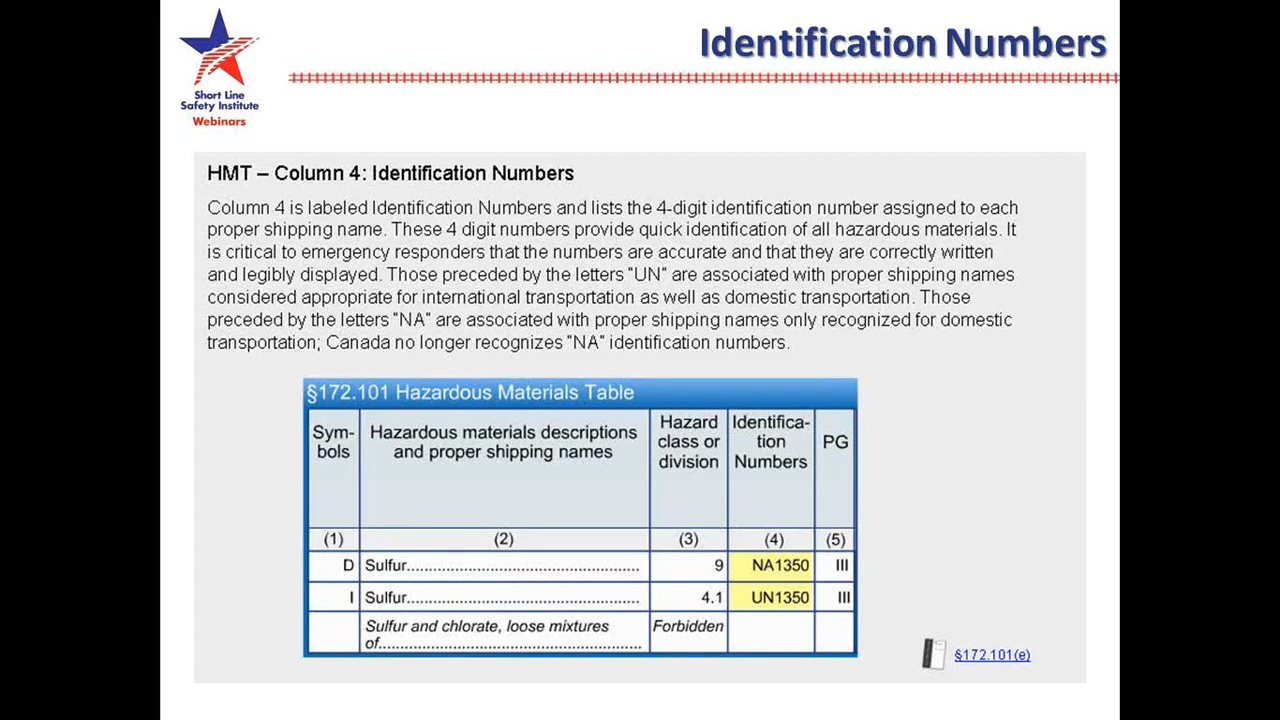 Identification Numbers
Short Line
Safety Institute
Webinars
HMT – Column 4: Identification Numbers
Column 4 is labeled Identification Numbers and lists the 4-digit identification number assigned to each
proper shipping name. These 4 digit numbers provide quick identification of all hazardous materials. It
is critical to emergency responders that the numbers are accurate and that they are correctly written
and legibly displayed. Those preceded by the letters "UN" are associated with proper shipping names
considered appropriate for international transportation as well as domestic transportation. Those
preceded by the letters "NA" are associated with proper shipping names only recognized for domestic
transportation; Canada no longer recognizes "NA" identification numbers.
§172.101 Hazardous Materials Table
Sym-
bols
Hazardous materials descriptions
and proper shipping names
Hazard
class or
division
Identifica-
tion
Numbers
PG
(1) (2) (3) (4) (5)
D Sulfur.................................................... 9 NA1350 III
I Sulfur.................................................... 4.1 UN1350 III
Sulfur and chlorate, loose mixtures
of.......................................................... Forbidden
§172.101(e)